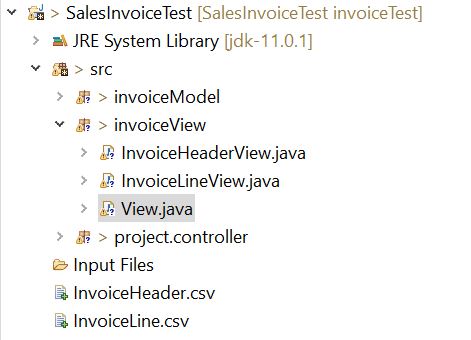 > SalesInvoiceTest [SalesInvoiceTest invoiceTest]
JRE System Library [jdk-11.0.1]
> src
> invoiceModel
> invoiceView
> InvoiceHeaderView.java
> InvoiceLineView.java
> View.java
> project.controller
Input Files
InvoiceHeader.csv
InvoiceLine.csv